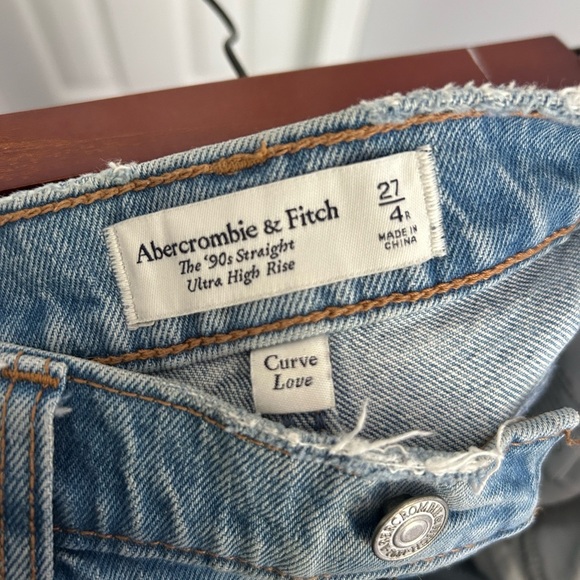 Abercrombie & Fitch
The '90s Straight
Ultra High Rise
27
4R
MADE IN
CHINA
Curve
Love
ABERCROMBIE